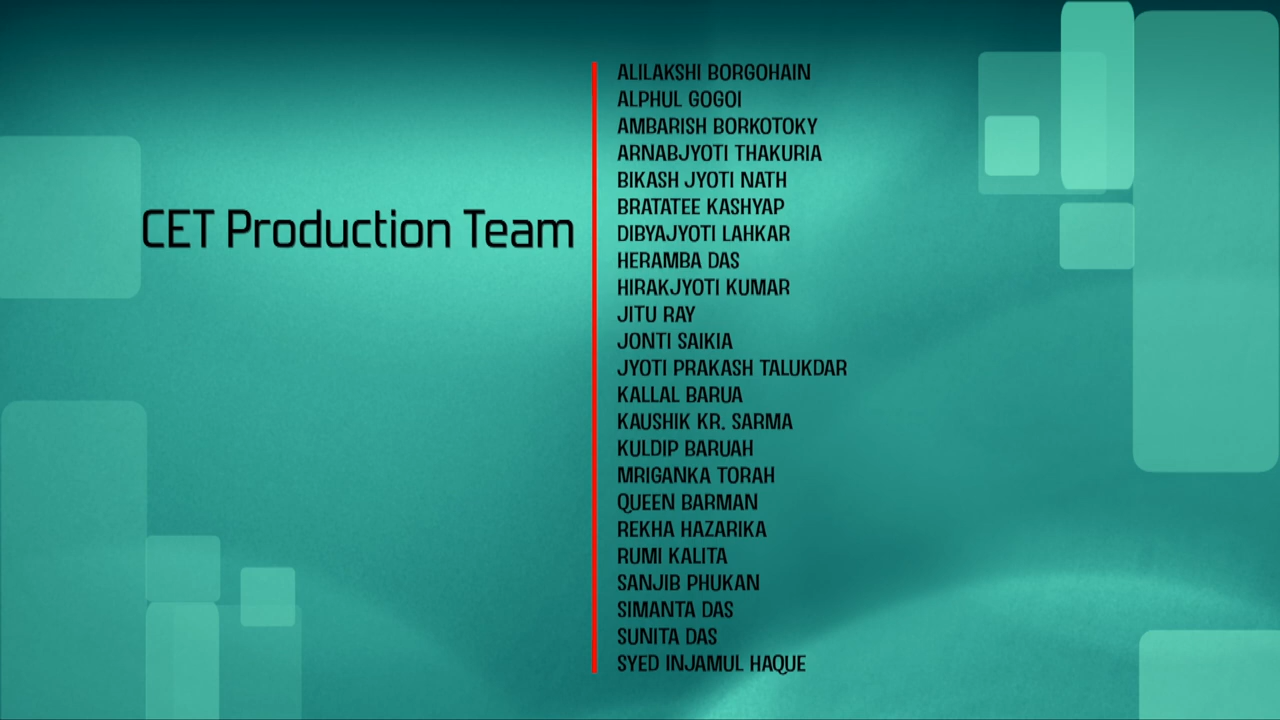 CET Production Team
ALILAKSHI BORGOHAIN
ALPHUL GOGOI
AMBARISH BORKOTOKY
ARNABJYOTI THAKURIA
BIKASH JYOTI NATH
BRATATEE KASHYAP
DIBYAJYOTI LAHKAR
HERAMBA DAS
HIRAKJYOTI KUMAR
JITU RAY
JONTI SAIKIA
JYOTI PRAKASH TALUKDAR
KALLAL BARUA
KAUSHIK KR. SARMA
KULDIP BARUAH
MRIGANKA TORAH
QUEEN BARMAN
REKHA HAZARIKA
RUMI KALITA
SANJIB PHUKAN
SIMANTA DAS
SUNITA DAS
SYED INJAMUL HAQUE